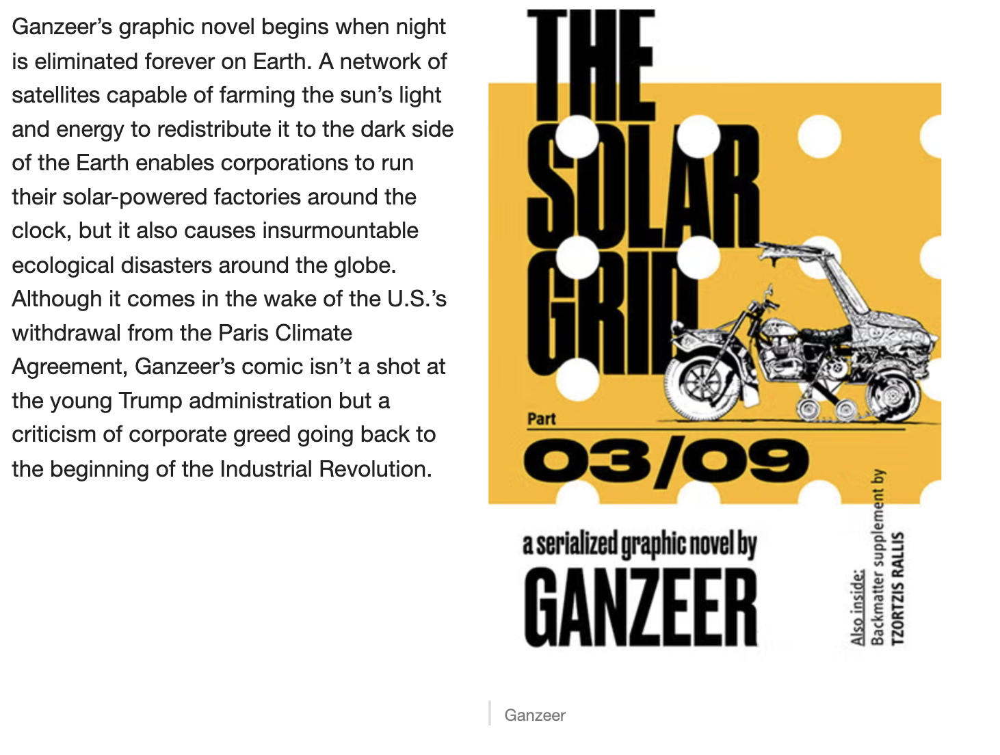 Ganzeer’s graphic novel begins when night
is eliminated forever on Earth. A network of
satellites capable of farming the sun’s light
and energy to redistribute it to the dark side
of the Earth enables corporations to run
their solar-powered factories around the
clock, but it also causes insurmountable
ecological disasters around the globe.
Although it comes in the wake of the U.S.’s
withdrawal from the Paris Climate
Agreement, Ganzeer’s comic isn’t a shot at
the young Trump administration but a
criticism of corporate greed going back to
the beginning of the Industrial Revolution.
THE
SOLAR
GRID
Part
03/09
a serialized graphic novel by
GANZEER
Also inside:
Backmatter supplement by
TZORTZIS RALLIS
Ganzeer